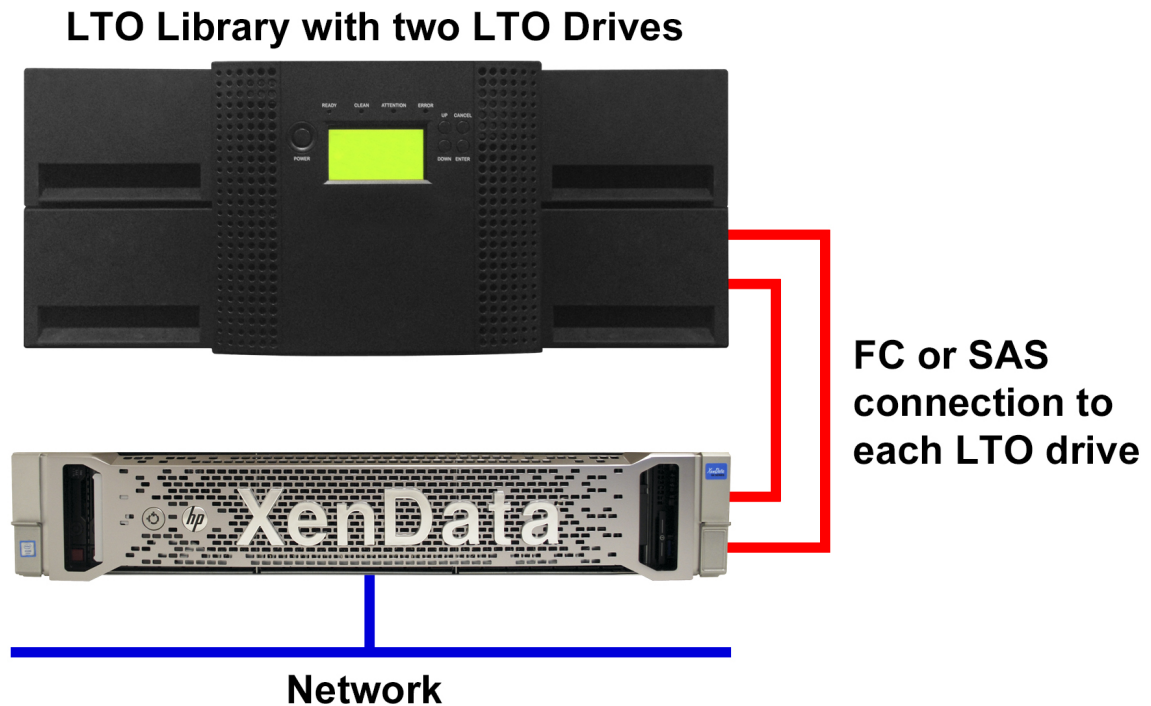 LTO Library with two LTO Drives
READY CLEAN ATTENTION ERROR
UP CANCEL
POWER
DOWN ENTER
FC or SAS
connection to
each LTO drive
XenData
hp
XenData
Network